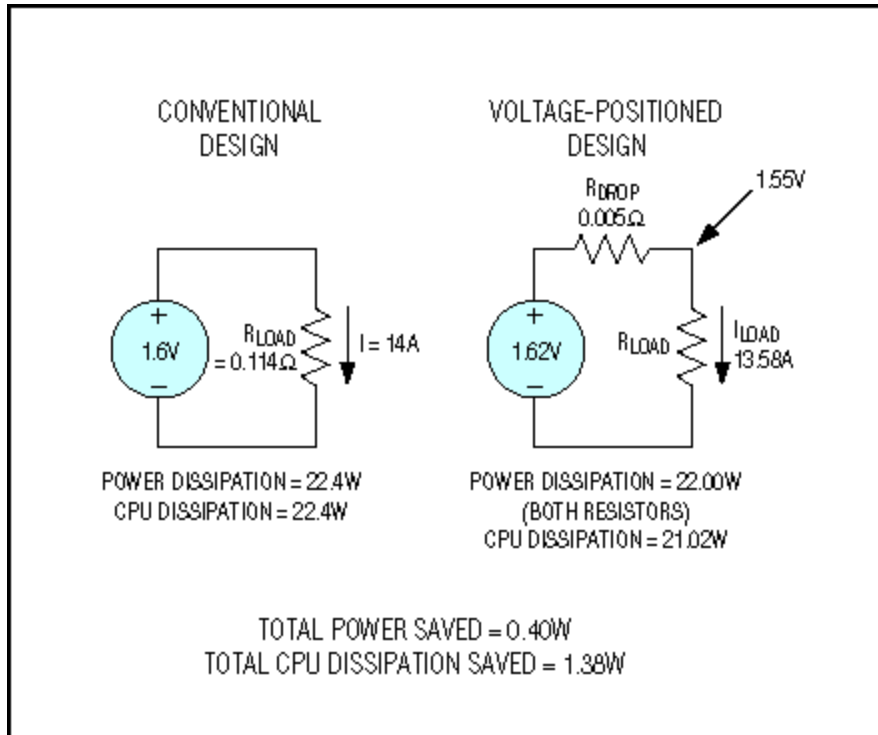 CONVENTIONAL
DESIGN
+
1.6V
−
RLOAD
= 0.114Ω
I = 14A
POWER DISSIPATION = 22.4W
CPU DISSIPATION = 22.4W
VOLTAGE-POSITIONED
DESIGN
RDROP
0.005Ω
1.55V
+
1.62V
−
RLOAD
ILOAD
13.58A
POWER DISSIPATION = 22.00W
(BOTH RESISTORS)
CPU DISSIPATION = 21.02W
TOTAL POWER SAVED = 0.40W
TOTAL CPU DISSIPATION SAVED = 1.38W